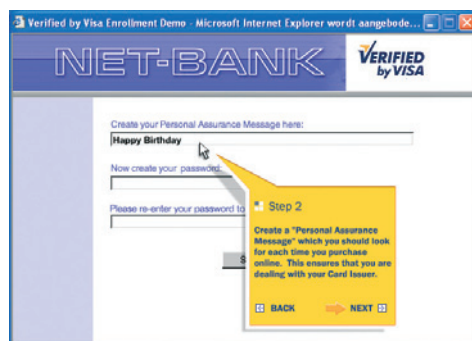 Verified by Visa Enrollment Demo - Microsoft Internet Explorer wordt aangebode...
NET-BANK
VERIFIED
by VISA
Create your Personal Assurance Message here:
Happy Birthday
Now create your password:
Please re-enter your password to
Step 2
Create a "Personal Assurance
Message" which you should look
for each time you purchase
online. This ensures that you are
dealing with your Card Issuer.
S
BACK
NEXT